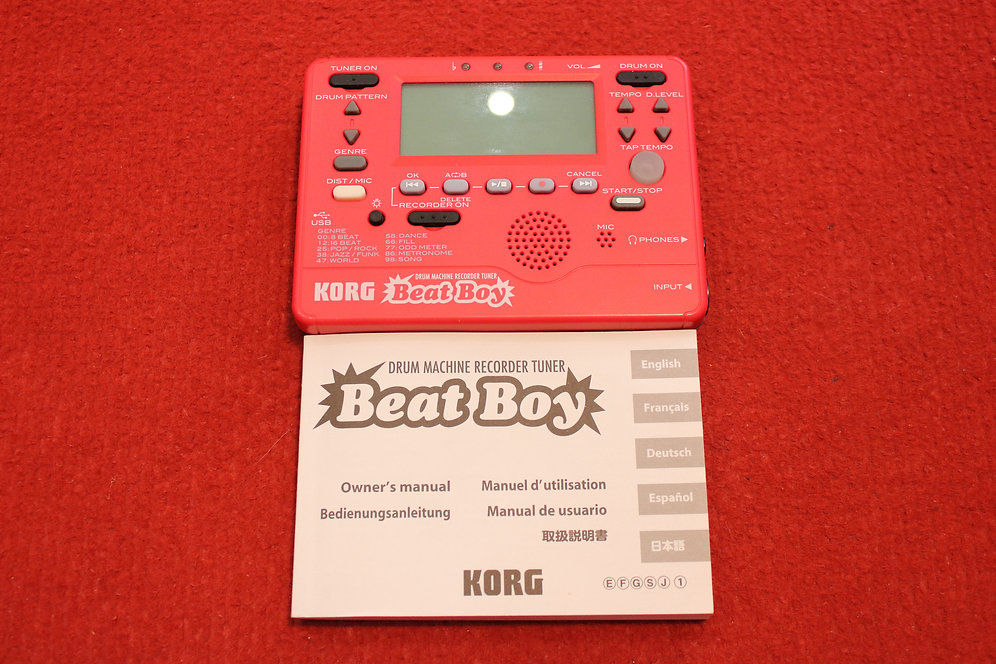 TUNER ON
VOL
DRUM ON
DRUM PATTERN
TEMPO D.LEVEL
GENRE
TAP TEMPO
DIST / MIC
OK A⊂⊃B CANCEL
DELETE
RECORDER ON
START/STOP
USB
MIC
PHONES
GENRE
00: 8 BEAT 58: DANCE
12: 16 BEAT 68: FILL
25: POP / ROCK 77: ODD METER
38: JAZZ / FUNK 86: METRONOME
47: WORLD 98: SONG
INPUT
DRUM MACHINE RECORDER TUNER
KORG Beat Boy
DRUM MACHINE RECORDER TUNER
Beat Boy
English
Français
Deutsch
Español
日本語
Owner's manual Manuel d'utilisation
Bedienungsanleitung Manual de usuario
取扱説明書
KORG
E F G S J 1